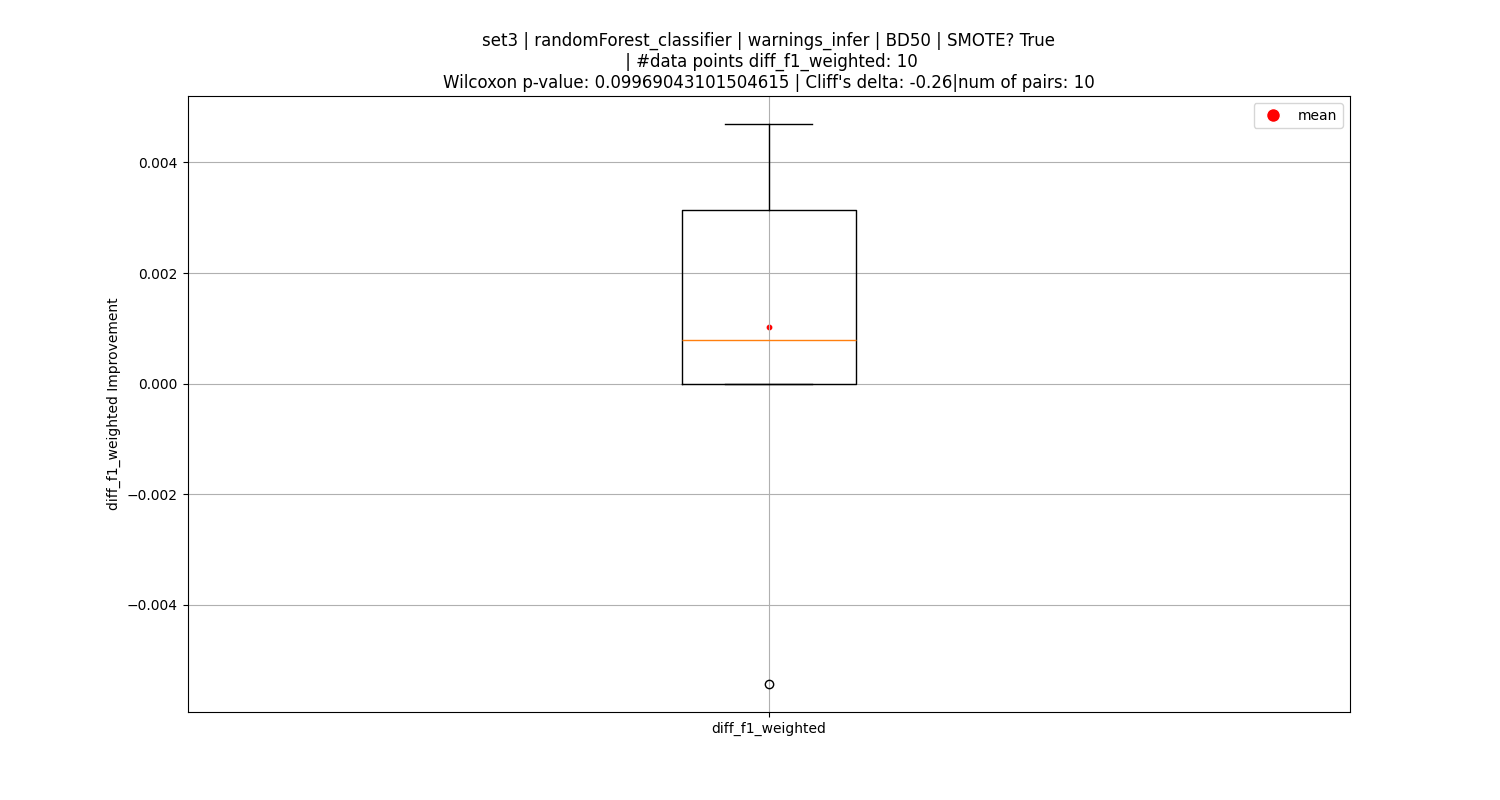 set3 | randomForest_classifier | warnings_infer | BD50 | SMOTE? True
| #data points diff_f1_weighted: 10
Wilcoxon p-value: 0.09969043101504615 | Cliff's delta: -0.26|num of pairs: 10
mean
0.004
0.002
0.000
−0.002
−0.004
diff_f1_weighted Improvement
diff_f1_weighted